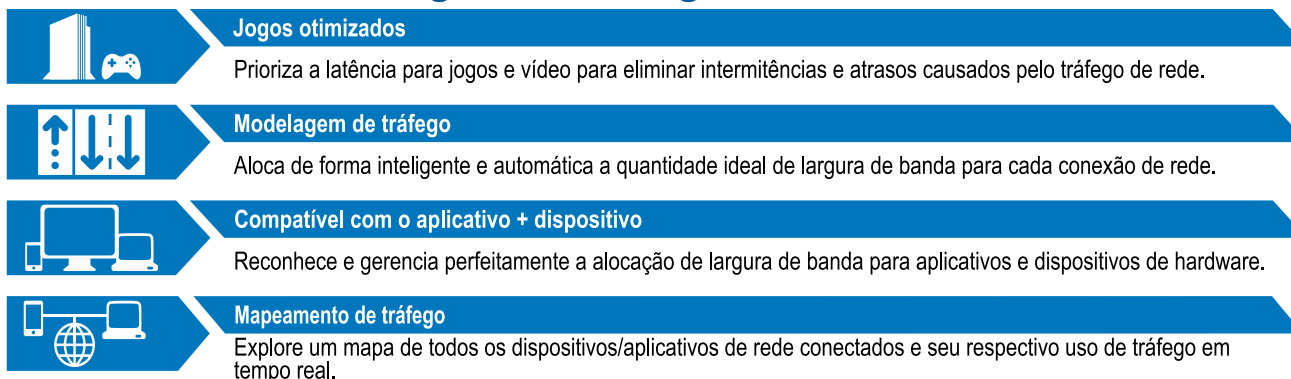 Jogos otimizados
Prioriza a latência para jogos e vídeo para eliminar intermitências e atrasos causados pelo tráfego de rede.
Modelagem de tráfego
Aloca de forma inteligente e automática a quantidade ideal de largura de banda para cada conexão de rede.
Compatível com o aplicativo + dispositivo
Reconhece e gerencia perfeitamente a alocação de largura de banda para aplicativos e dispositivos de hardware.
Mapeamento de tráfego
Explore um mapa de todos os dispositivos/aplicativos de rede conectados e seu respectivo uso de tráfego em
tempo real.